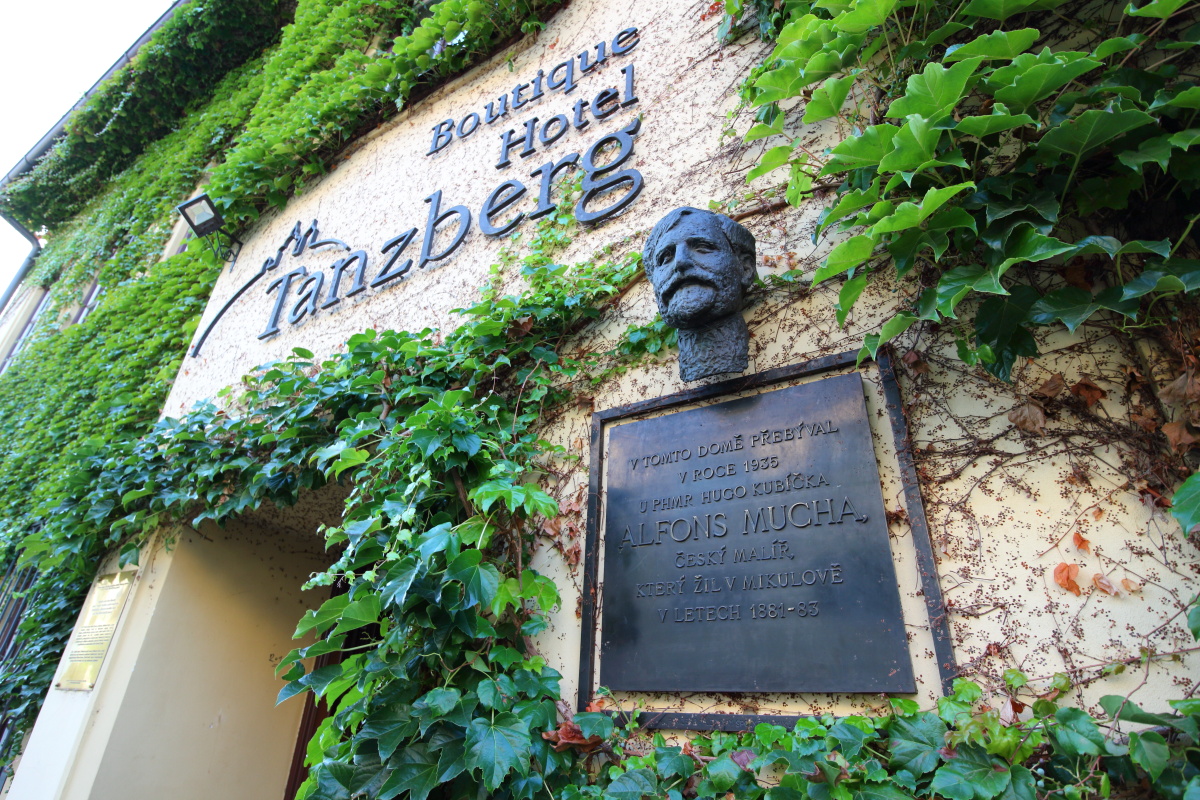 Boutique
Hotel
Tanzberg
V TOMTO DOMĚ PŘEBÝVAL
V ROCE 1935
U PHMR HUGO KUBÍČKA
ALFONS MUCHA,
ČESKÝ MALÍŘ,
KTERÝ ŽIL V MIKULOVĚ
V LETECH 1881-83